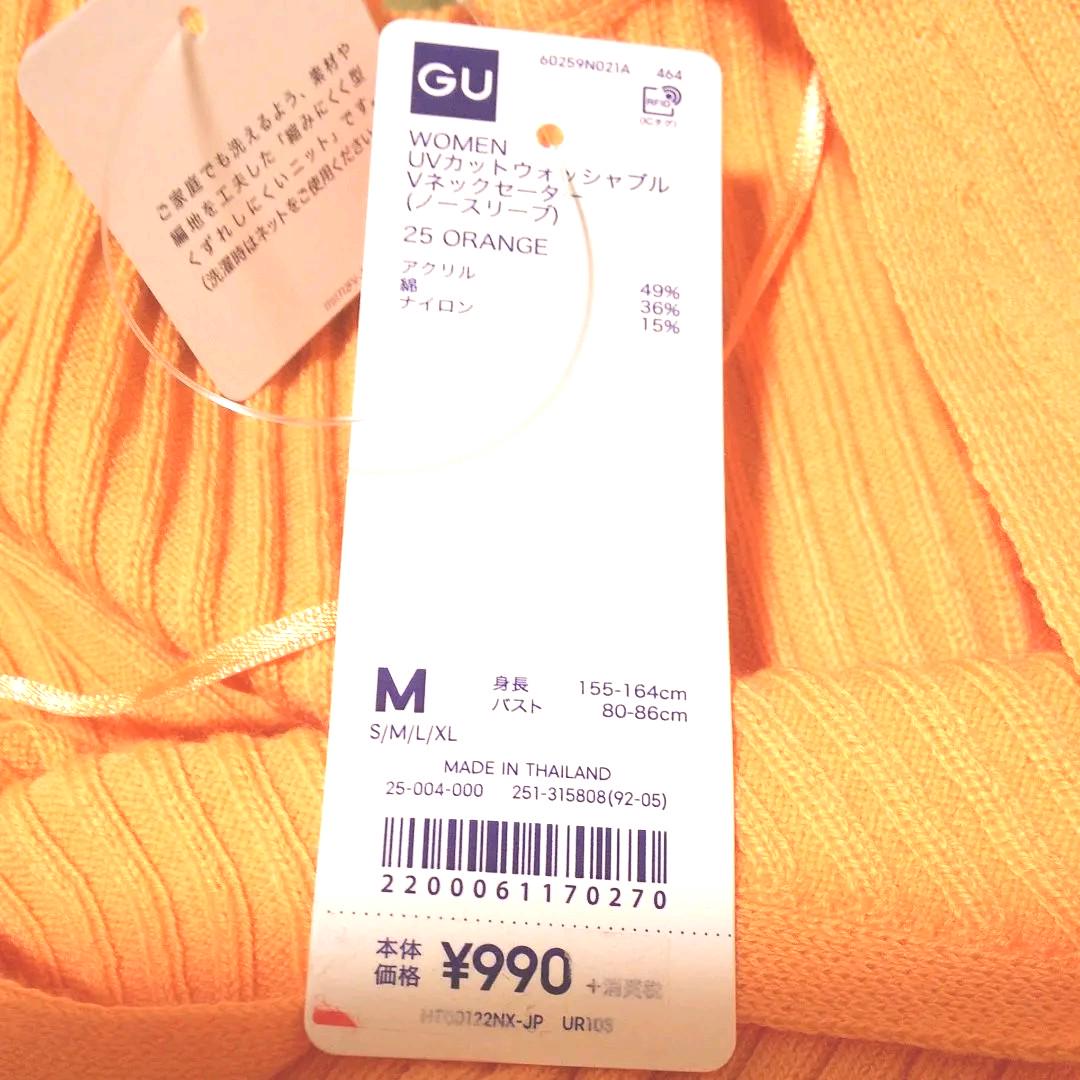 ご家庭でも洗えるよう、素材や
編地を工夫した「縮みにくく型
くずれしにくいニット」です。
(洗濯時はネットをご使用ください
GU
60259N021A 464
RFID
(ICタグ)
WOMEN
UVカットウォッシャブル
Vネックセーター
(ノースリーブ)
25 ORANGE
アクリル 49%
綿 36%
ナイロン 15%
M 身長 155-164cm
バスト 80-86cm
S/M/L/XL
MADE IN THAILAND
25-004-000 251-315808(92-05)
2200061170270
本体
価格 ¥990 +消費税
HT60122NX-JP UR10S